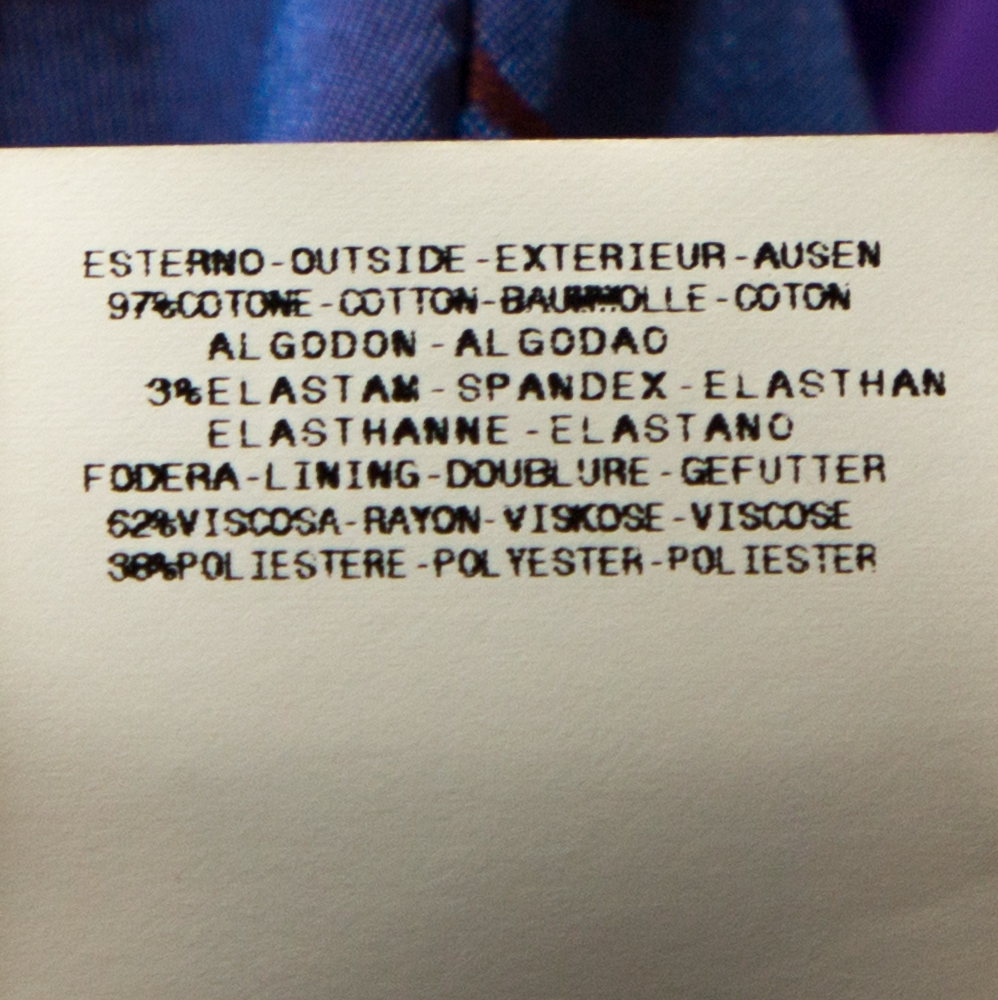 ESTERNO-OUTSIDE-EXTERIEUR-AUSEN
97%COTONE-COTTON-BAUMWOLLE-COTON
ALGODON-ALGODAO
3%ELASTAM-SPANDEX-ELASTHAN
ELASTHANNE-ELASTANO
FODERA-LINING-DOUBLURE-GEFUTTER
62%VISCOSA-RAYON-VISKOSE-VISCOSE
38%POLIESTERE-POLYESTER-POLIESTER